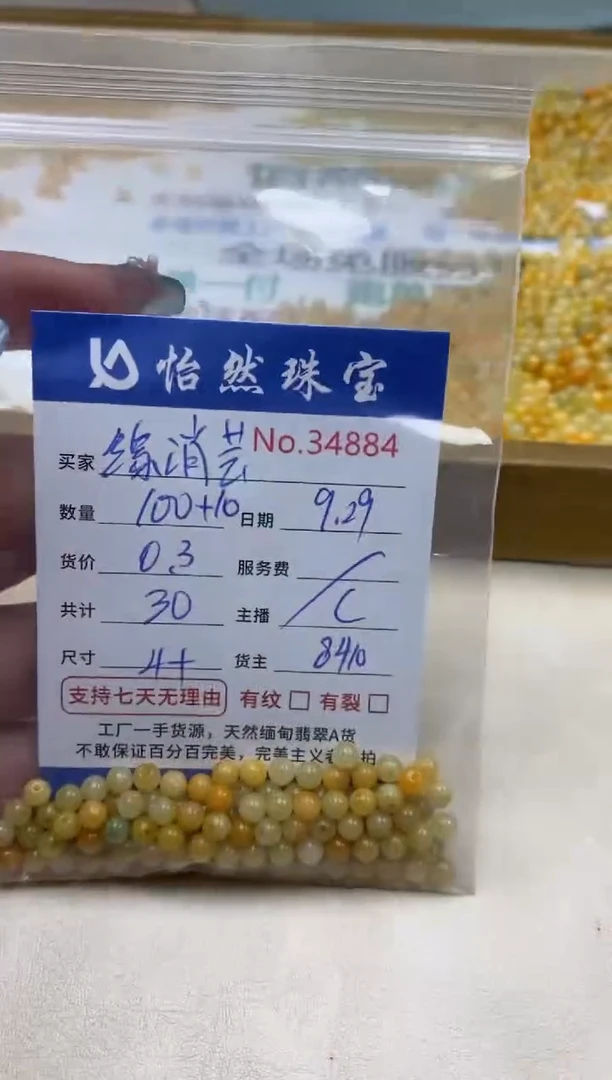 怡然珠宝
No.34884
买家 缘消芸
数量 100+10 日期 9.29
货价 0.3 服务费 /
共计 30 主播 C
尺寸 4+ 货主 8410
支持七天无理由 有纹 □ 有裂 □
工厂一手货源，天然缅甸翡翠A货
不敢保证百分百完美，完美主义者 拍